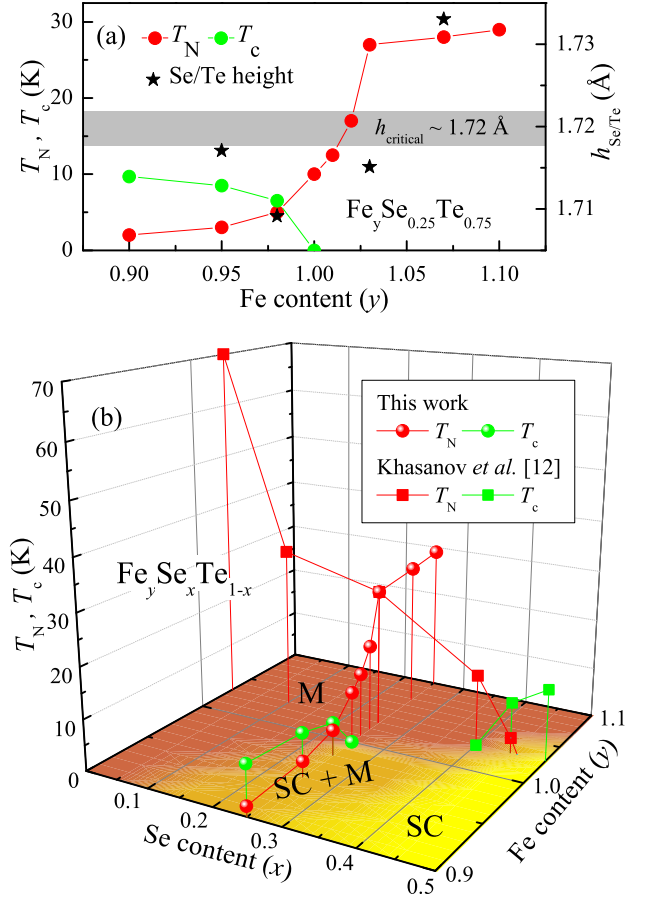 (a) T_N T_c
Se/Te height
h_critical ~ 1.72 Å
Fe_ySe_0.25Te_0.75
T_N , T_c (K)
30
20
10
0
h_Se/Te (Å)
1.73
1.72
1.71
0.90 0.95 1.00 1.05 1.10
Fe content (y)
(b)
This work
T_N T_c
Khasanov et al. [12]
T_N T_c
Fe_ySe_xTe_1-x
T_N , T_c (K)
70
60
50
40
30
20
10
0
M
SC + M
SC
0.1 0.2 0.3 0.4 0.5
Se content (x)
0.9 1.0 1.1
Fe content (y)